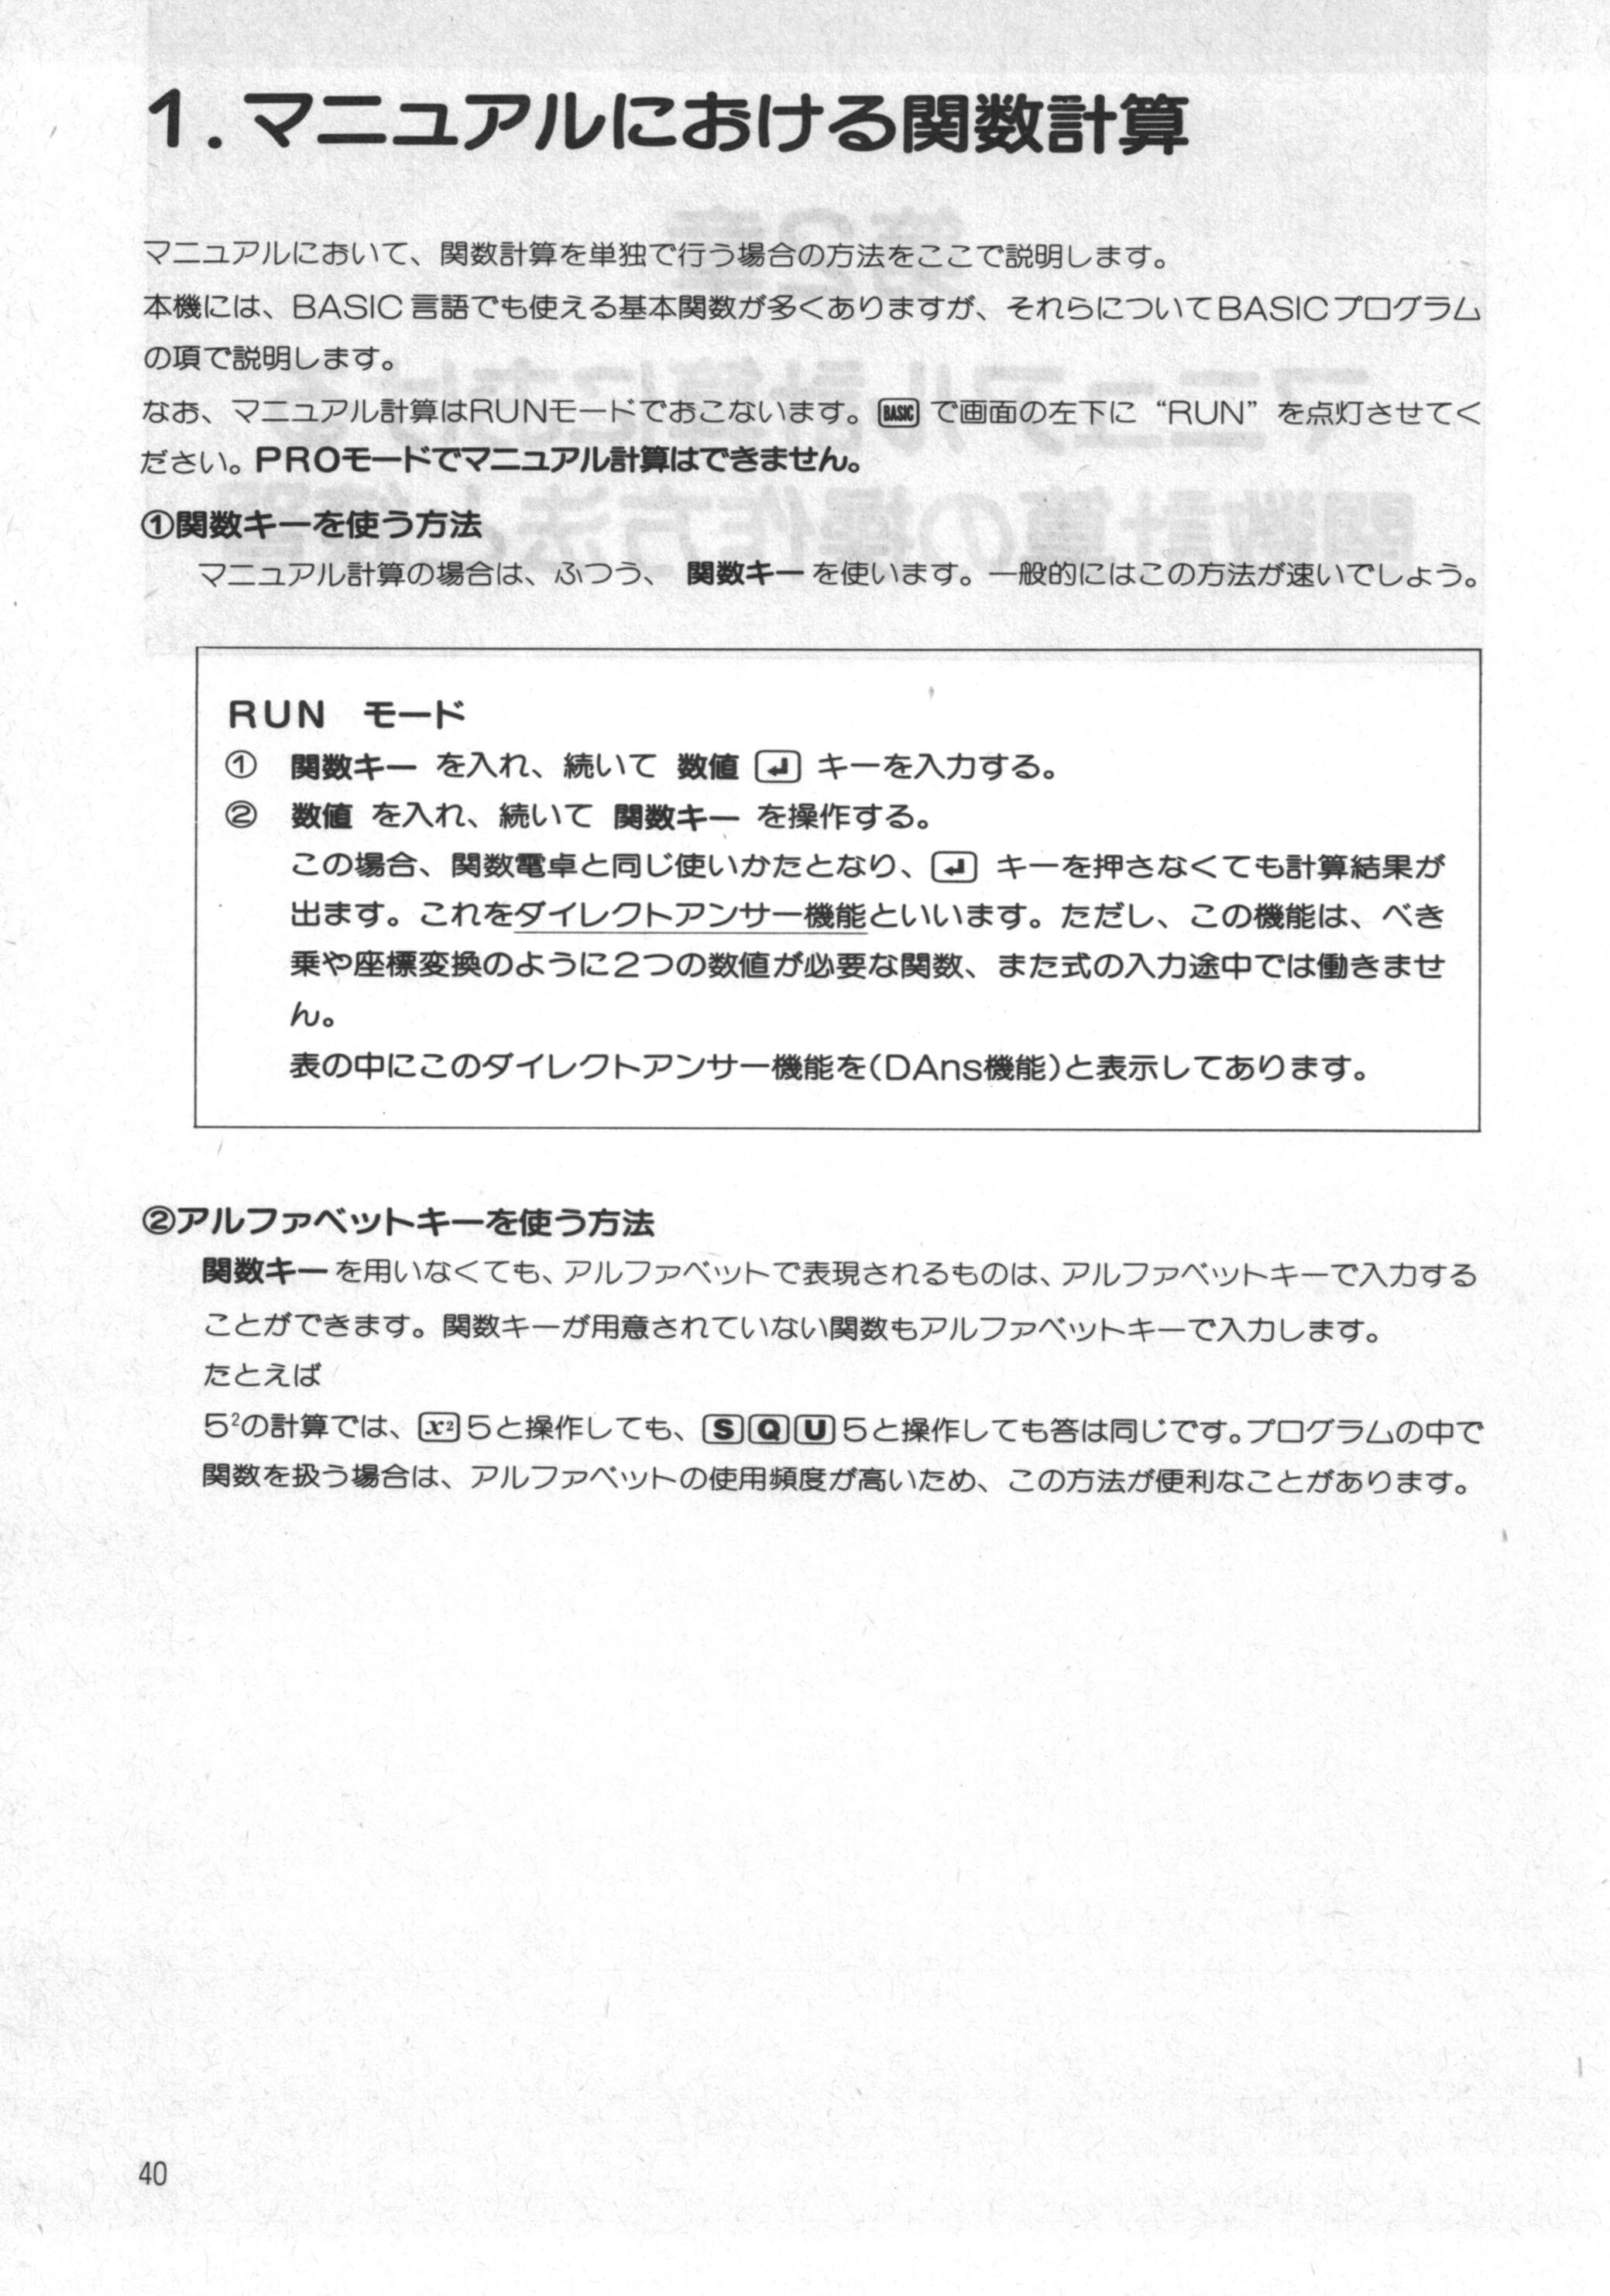 1.マニュアルにおける関数計算
マニュアルにおいて、関数計算を単独で行う場合の方法をここで説明します。
本機には、BASIC言語でも使える基本関数が多くありますが、それらについてBASICプログラム
の項で説明します。
なお、マニュアル計算はRUNモードでおこないます。BASICで画面の左下に“RUN”を点灯させてく
ださい。PROモードでマニュアル計算はできません。
①関数キーを使う方法
マニュアル計算の場合は、ふつう、関数キーを使います。一般的にはこの方法が速いでしよう。
RUN モード
① 関数キー を入れ、続いて 数値 ↵ キーを入力する。
② 数値 を入れ、続いて 関数キー を操作する。
この場合、関数電卓と同じ使いかたとなり、↵ キーを押さなくても計算結果が
出ます。これをダイレクトアンサー機能といいます。ただし、この機能は、べき
乗や座標変換のように2つの数値が必要な関数、また式の入力途中では働きませ
ん。
表の中にこのダイレクトアンサー機能を(DAns機能)と表示してあります。
②アルファベットキーを使う方法
関数キーを用いなくても、アルファベットで表現されるものは、アルファベットキーで入力する
ことができます。関数キーが用意されていない関数もアルファベットキーで入力します。
たとえば
5²の計算では、x²5と操作しても、SQU5と操作しても答は同じです。プログラムの中で
関数を扱う場合は、アルファベットの使用頻度が高いため、この方法が便利なことがあります。
40